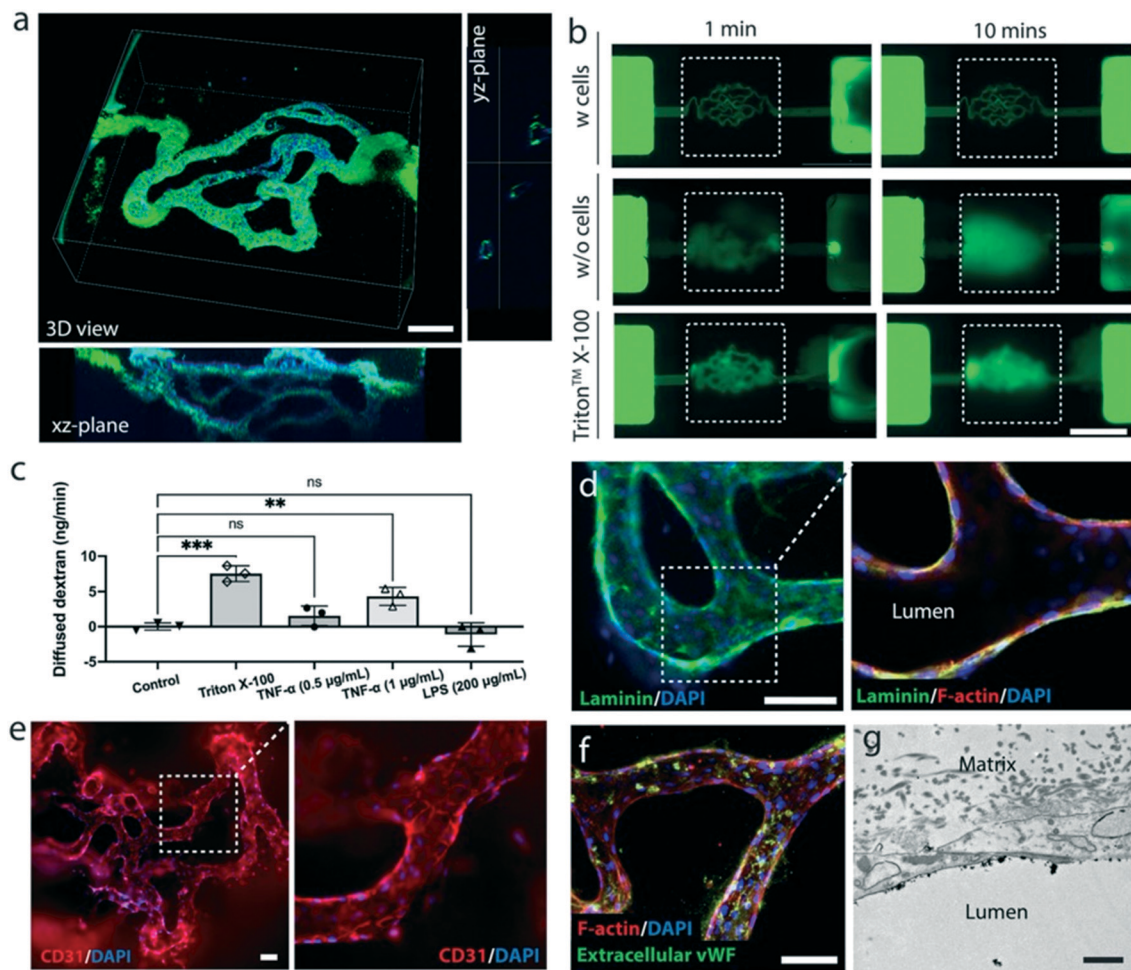 a
yz-plane
3D view
xz-plane
b
1 min
10 mins
w cells
w/o cells
Triton™ X-100
c
ns
**
ns
***
Diffused dextran (ng/min)
10
5
0
-5
Control
Triton X-100
TNF-α (0.5 µg/mL)
TNF-α (1 µg/mL)
LPS (200 µg/mL)
d
Lumen
Laminin/DAPI
Laminin/F-actin/DAPI
e
CD31/DAPI
CD31/DAPI
f
F-actin/DAPI
Extracellular vWF
g
Matrix
Lumen